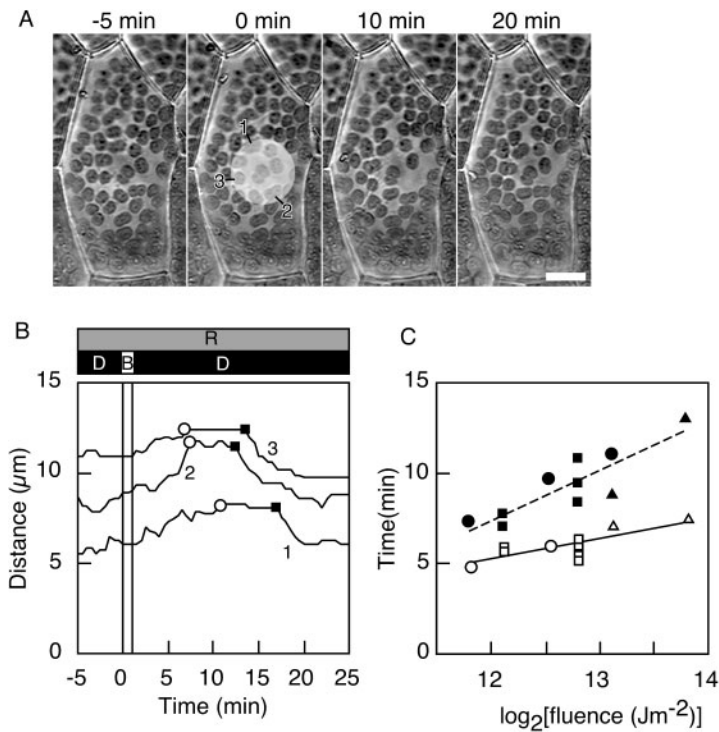 A
-5 min 0 min 10 min 20 min
1
3
2
B
R
D B D
15
10
5
0
Distance (µm)
3
2
1
-5 0 5 10 15 20 25
Time (min)
C
15
10
5
0
Time(min)
12 13 14
log₂[fluence (Jm⁻²)]